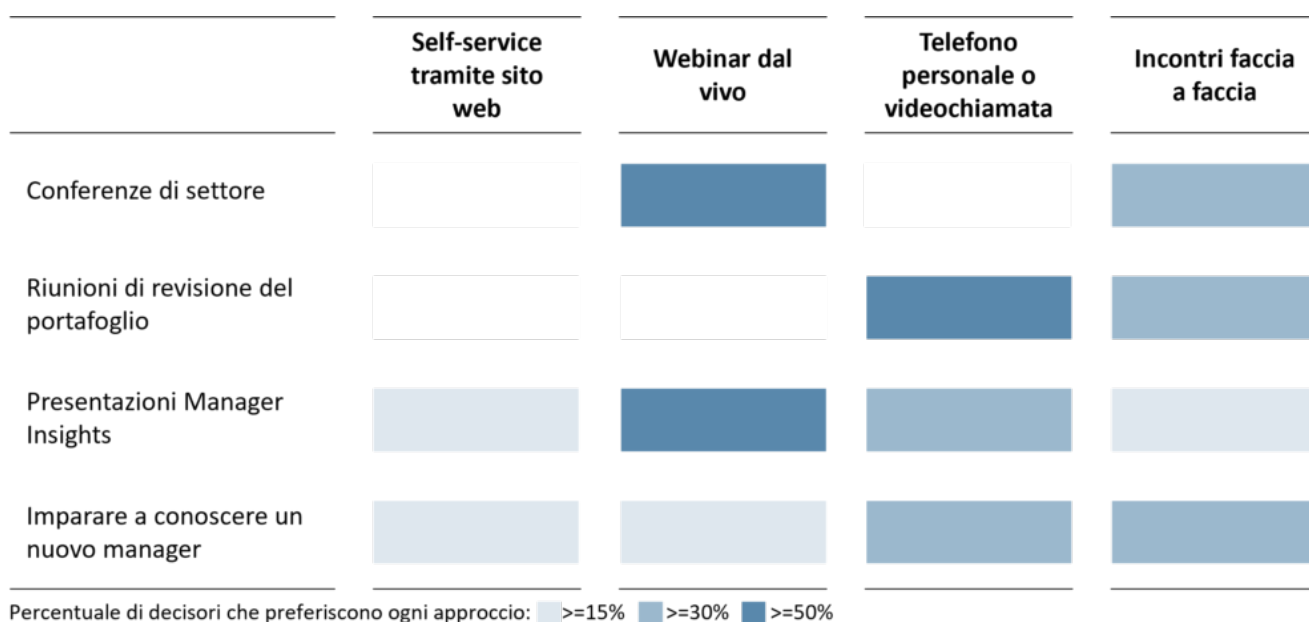 Self-service
tramite sito
web
Webinar dal
vivo
Telefono
personale o
videochiamata
Incontri faccia
a faccia
Conferenze di settore
Riunioni di revisione del
portafoglio
Presentazioni Manager
Insights
Imparare a conoscere un
nuovo manager
Percentuale di decisori che preferiscono ogni approccio: >=15% >=30% >=50%